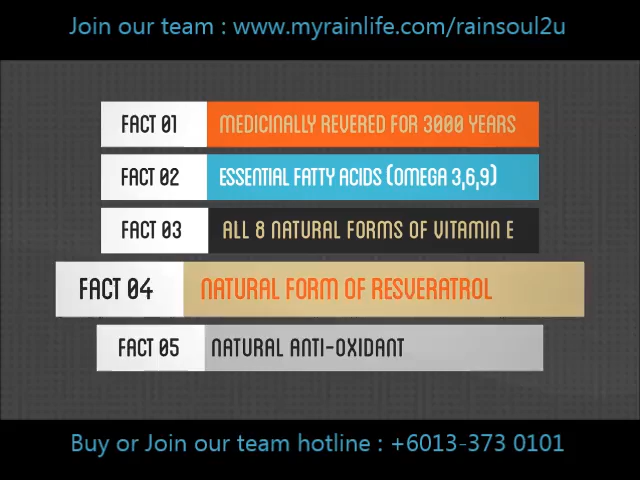 Join our team : www.myrainlife.com/rainsoul2u
FACT 01 MEDICINALLY REVERED FOR 3000 YEARS
FACT 02 ESSENTIAL FATTY ACIDS (OMEGA 3,6,9)
FACT 03 ALL 8 NATURAL FORMS OF VITAMIN E
FACT 04 NATURAL FORM OF RESVERATROL
FACT 05 NATURAL ANTI-OXIDANT
Buy or Join our team hotline : +6013-373 0101